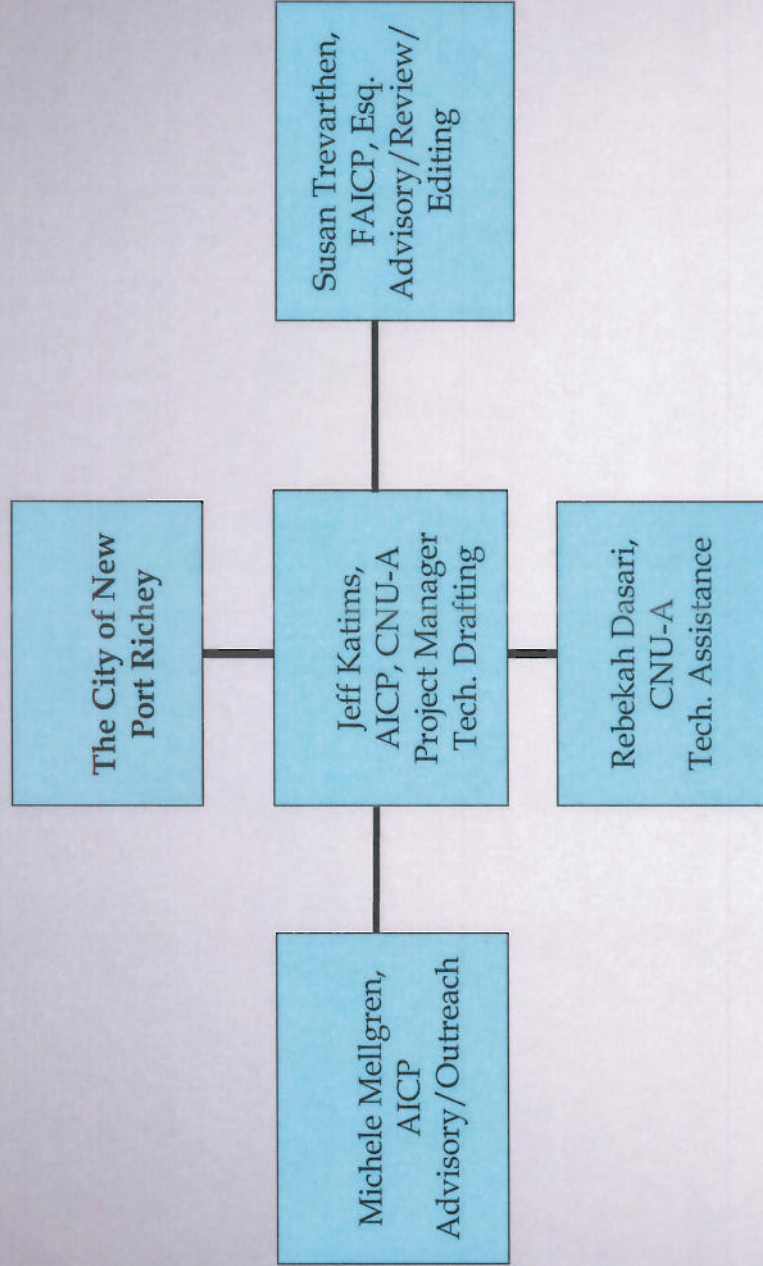 The City of New
Port Richey
Michele Mellgren,
AICP
Advisory/Outreach
Jeff Katims,
AICP, CNU-A
Project Manager
Tech. Drafting
Susan Trevarthen,
FAICP, Esq.
Advisory/Review/
Editing
Rebekah Dasari,
CNU-A
Tech. Assistance